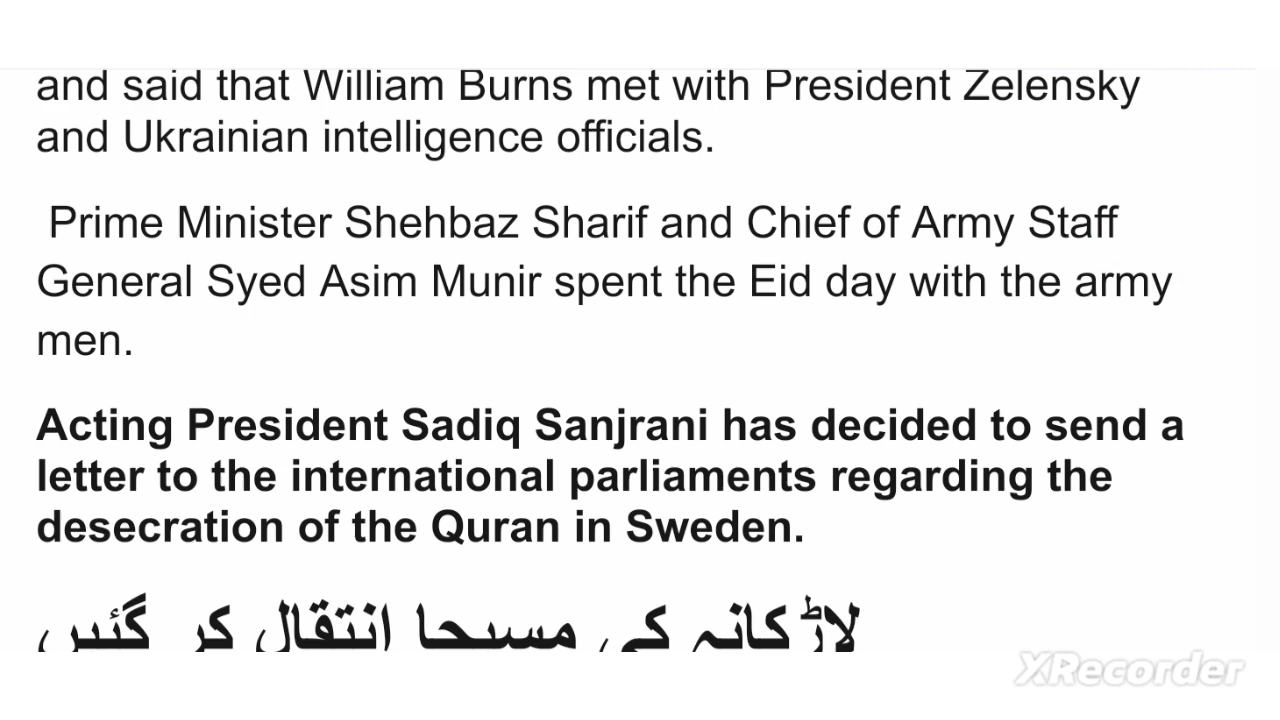 and said that William Burns met with President Zelensky
and Ukrainian intelligence officials.
Prime Minister Shehbaz Sharif and Chief of Army Staff
General Syed Asim Munir spent the Eid day with the army
men.
Acting President Sadiq Sanjrani has decided to send a
letter to the international parliaments regarding the
desecration of the Quran in Sweden.
لاڑکانہ کی مسیحا انتقال کر گئیں
XRecorder